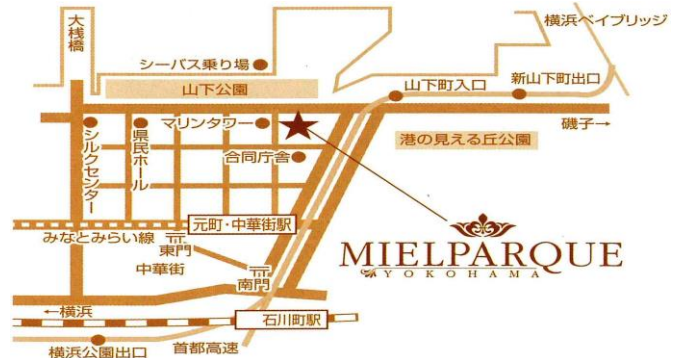 大桟橋
横浜ベイブリッジ
シーバス乗り場
山下公園
山下町入口
新山下町出口
シルクセンター
県民ホール
マリンタワー
合同庁舎
港の見える丘公園
磯子→
元町・中華街駅
みなとみらい線
東門
中華街
南門
MIELPARQUE
YOKOHAMA
←横浜
石川町駅
横浜公園出口
首都高速